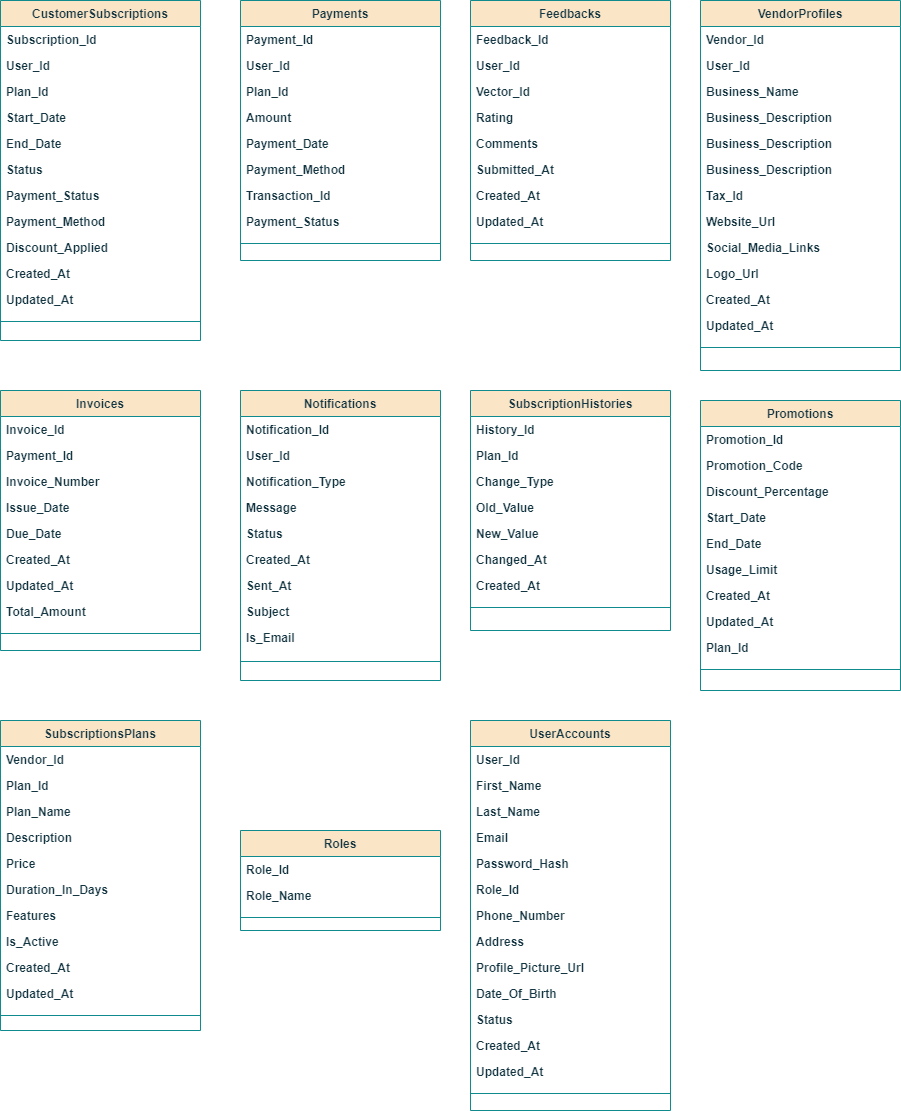 CustomerSubscriptions
Subscription_Id
User_Id
Plan_Id
Start_Date
End_Date
Status
Payment_Status
Payment_Method
Discount_Applied
Created_At
Updated_At
Payments
Payment_Id
User_Id
Plan_Id
Amount
Payment_Date
Payment_Method
Transaction_Id
Payment_Status
Feedbacks
Feedback_Id
User_Id
Vector_Id
Rating
Comments
Submitted_At
Created_At
Updated_At
VendorProfiles
Vendor_Id
User_Id
Business_Name
Business_Description
Business_Description
Business_Description
Tax_Id
Website_Url
Social_Media_Links
Logo_Url
Created_At
Updated_At
Invoices
Invoice_Id
Payment_Id
Invoice_Number
Issue_Date
Due_Date
Created_At
Updated_At
Total_Amount
Notifications
Notification_Id
User_Id
Notification_Type
Message
Status
Created_At
Sent_At
Subject
Is_Email
SubscriptionHistories
History_Id
Plan_Id
Change_Type
Old_Value
New_Value
Changed_At
Created_At
Promotions
Promotion_Id
Promotion_Code
Discount_Percentage
Start_Date
End_Date
Usage_Limit
Created_At
Updated_At
Plan_Id
SubscriptionsPlans
Vendor_Id
Plan_Id
Plan_Name
Description
Price
Duration_In_Days
Features
Is_Active
Created_At
Updated_At
Roles
Role_Id
Role_Name
UserAccounts
User_Id
First_Name
Last_Name
Email
Password_Hash
Role_Id
Phone_Number
Address
Profile_Picture_Url
Date_Of_Birth
Status
Created_At
Updated_At